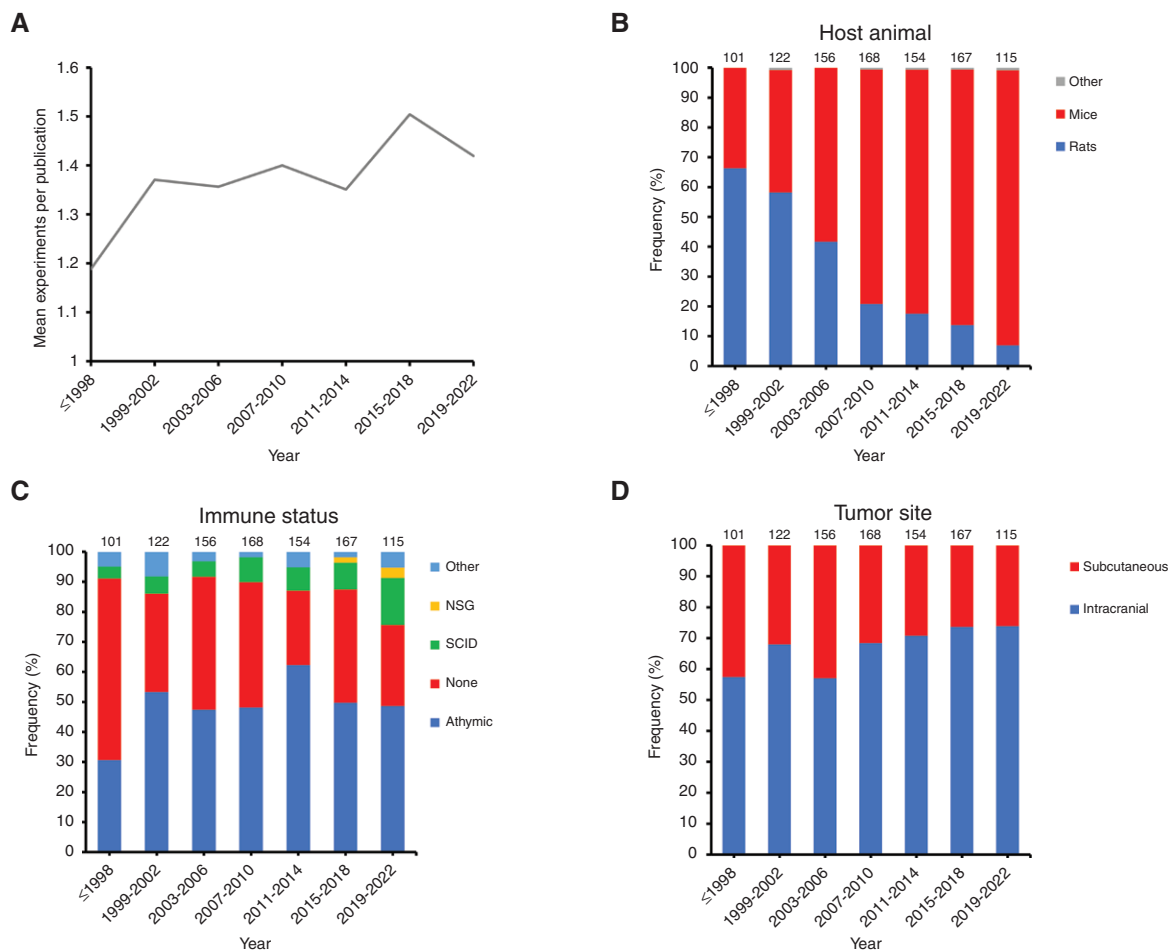 A
1.6
1.5
1.4
1.3
1.2
1.1
1
Mean experiments per publication
≤1998
1999-2002
2003-2006
2007-2010
2011-2014
2015-2018
2019-2022
Year
B
Host animal
101 122 156 168 154 167 115
100
90
80
70
60
50
40
30
20
10
0
Frequency (%)
≤1998
1999-2002
2003-2006
2007-2010
2011-2014
2015-2018
2019-2022
Year
Other
Mice
Rats
C
Immune status
101 122 156 168 154 167 115
100
90
80
70
60
50
40
30
20
10
0
Frequency (%)
≤1998
1999-2002
2003-2006
2007-2010
2011-2014
2015-2018
2019-2022
Year
Other
NSG
SCID
None
Athymic
D
Tumor site
101 122 156 168 154 167 115
100
90
80
70
60
50
40
30
20
10
0
Frequency (%)
≤1998
1999-2002
2003-2006
2007-2010
2011-2014
2015-2018
2019-2022
Year
Subcutaneous
Intracranial